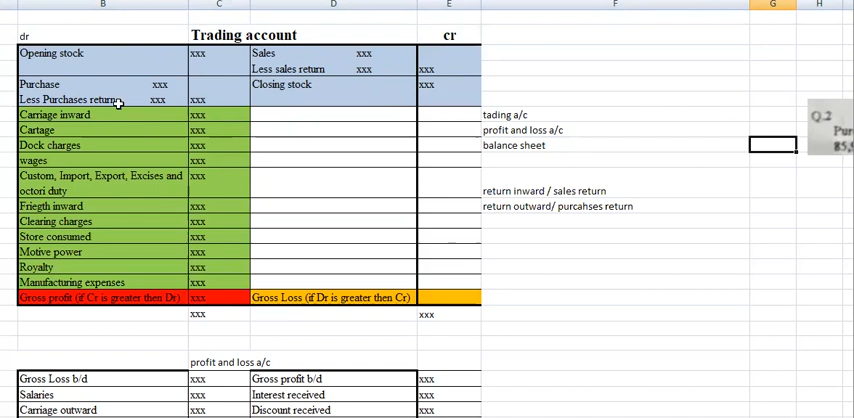 B C D E F G H
dr Trading account cr
Opening stock xxx Sales xxx
Less sales return xxx xxx
Purchase xxx Closing stock xxx
Less Purchases return xxx xxx
Carriage inward xxx tading a/c
Cartage xxx profit and loss a/c
Dock charges xxx balance sheet
wages xxx
Custom, Import, Export, Excises and xxx
octori duty return inward / sales return
Friegth inward xxx return outward/ purcahses return
Clearing charges xxx
Store consumed xxx
Motive power xxx
Royalty xxx
Manufacturing expenses xxx
Gross profit (if Cr is greater then Dr) xxx Gross Loss (if Dr is greater then Cr)
xxx xxx
profit and loss a/c
Gross Loss b/d xxx Gross profit b/d xxx
Salaries xxx Interest received xxx
Carriage outward xxx Discount received xxx
Q.2